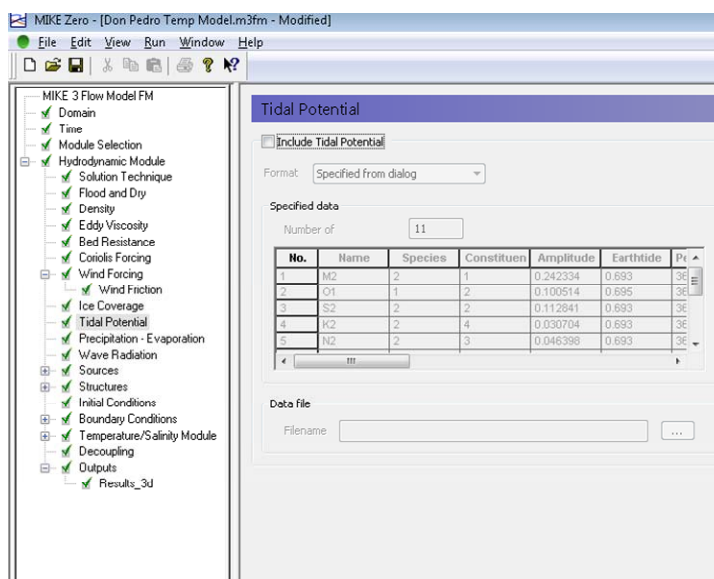 MIKE Zero - [Don Pedro Temp Model.m3fm - Modified]
File Edit View Run Window Help
MIKE 3 Flow Model FM
Domain
Time
Module Selection
Hydrodynamic Module
Solution Technique
Flood and Dry
Density
Eddy Viscosity
Bed Resistance
Coriolis Forcing
Wind Forcing
Wind Friction
Ice Coverage
Tidal Potential
Precipitation - Evaporation
Wave Radiation
Sources
Structures
Initial Conditions
Boundary Conditions
Temperature/Salinity Module
Decoupling
Outputs
Results_3d
Tidal Potential
Include Tidal Potential
Format Specified from dialog
Specified data
Number of 11
No. Name Species Constituen Amplitude Earthtide Pe
1 M2 2 1 0.242334 0.693 36
2 O1 1 2 0.100514 0.695 36
3 S2 2 2 0.112841 0.693 36
4 K2 2 4 0.030704 0.693 36
5 N2 2 3 0.046398 0.693 36
Data file
Filename ...